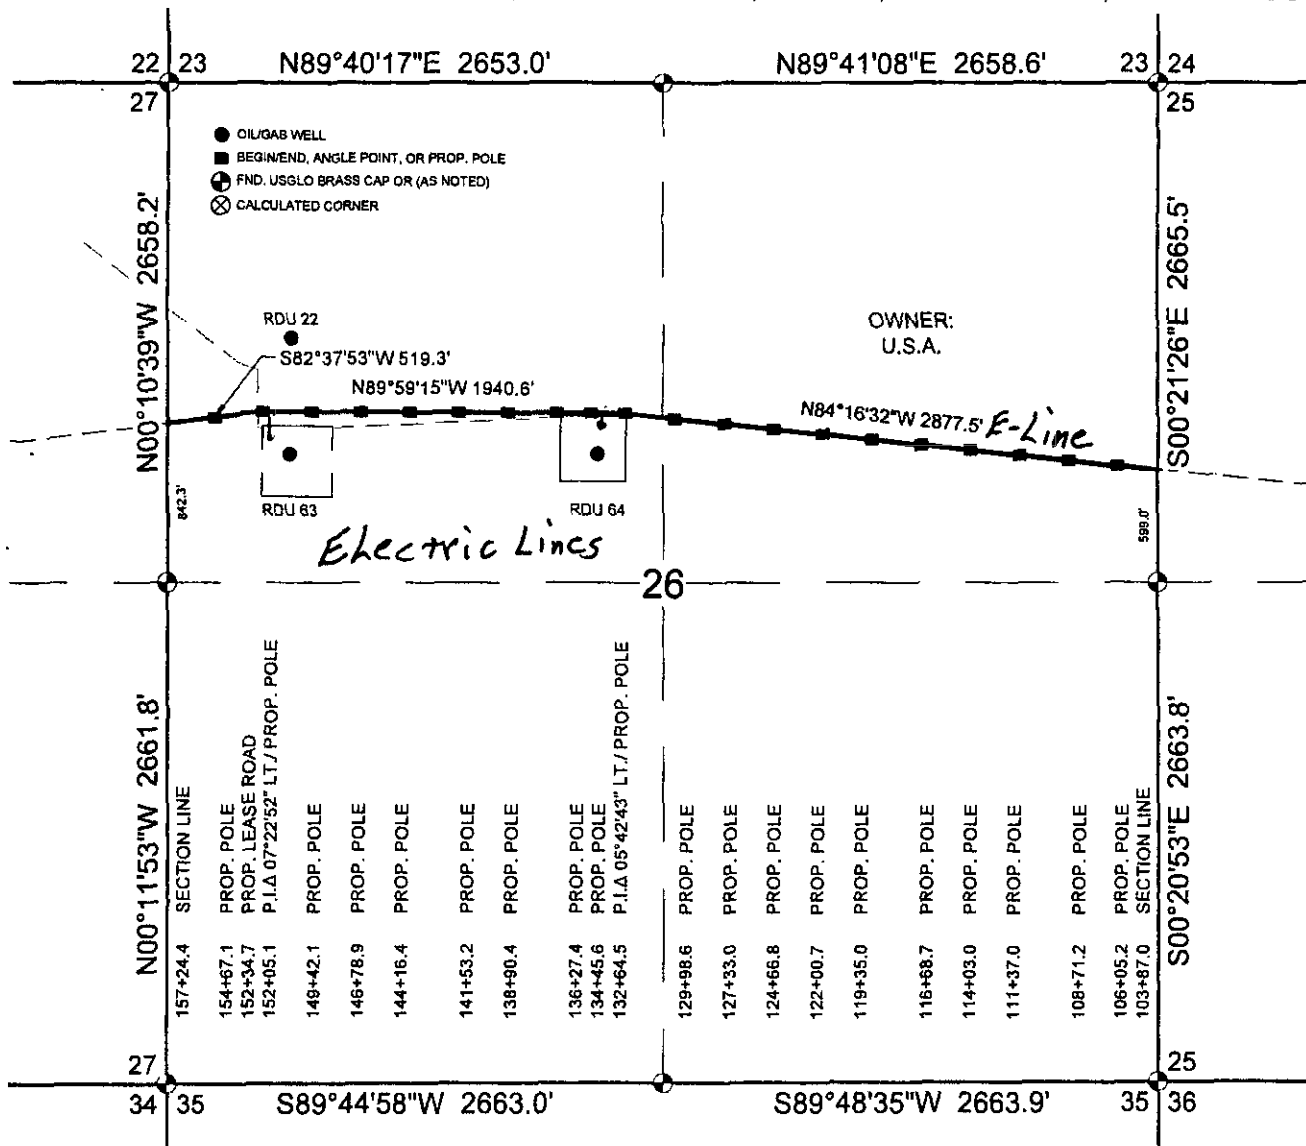 22 23 N89°40'17"E 2653.0' N89°41'08"E 2658.6' 23 24
27 25
OIL/GAS WELL
BEGIN/END, ANGLE POINT, OR PROP. POLE
FND. USGLO BRASS CAP OR (AS NOTED)
CALCULATED CORNER
N00°10'39"W 2658.2'
S00°21'26"E 2665.5'
OWNER:
U.S.A.
RDU 22
S82°37'53"W 519.3'
N89°59'15"W 1940.6'
N84°16'32"W 2877.5' E-Line
842.3'
599.0'
RDU 63
RDU 64
Electric Lines
26
N00°11'53"W 2661.8'
S00°20'53"E 2663.8'
157+24.4 SECTION LINE
154+67.1 PROP. POLE
152+34.7 PROP. LEASE ROAD
152+05.1 P.I.Δ 07°22'52" LT./ PROP. POLE
149+42.1 PROP. POLE
146+78.9 PROP. POLE
144+16.4 PROP. POLE
141+53.2 PROP. POLE
138+90.4 PROP. POLE
136+27.4 PROP. POLE
134+45.6 PROP. POLE
132+64.5 P.I.Δ 05°42'43" LT./ PROP. POLE
129+98.6 PROP. POLE
127+33.0 PROP. POLE
124+66.8 PROP. POLE
122+00.7 PROP. POLE
119+35.0 PROP. POLE
116+68.7 PROP. POLE
114+03.0 PROP. POLE
111+37.0 PROP. POLE
108+71.2 PROP. POLE
106+05.2 PROP. POLE
103+87.0 SECTION LINE
27 25
34 35 S89°44'58"W 2663.0' S89°48'35"W 2663.9' 35 36